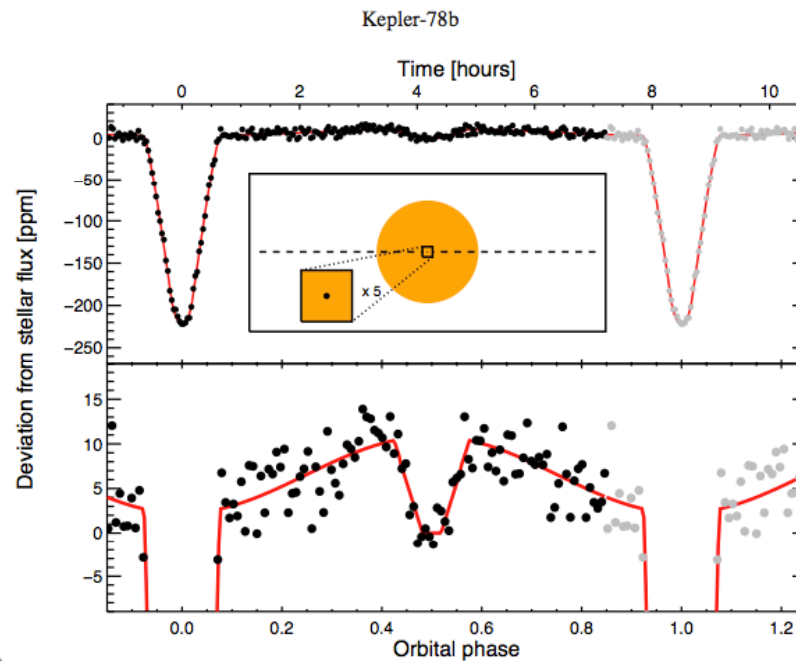 Kepler-78b
Time [hours]
0 2 4 6 8 10
Deviation from stellar flux [ppm]
0
−50
−100
−150
−200
−250
x 5
15
10
5
0
−5
0.0 0.2 0.4 0.6 0.8 1.0 1.2
Orbital phase